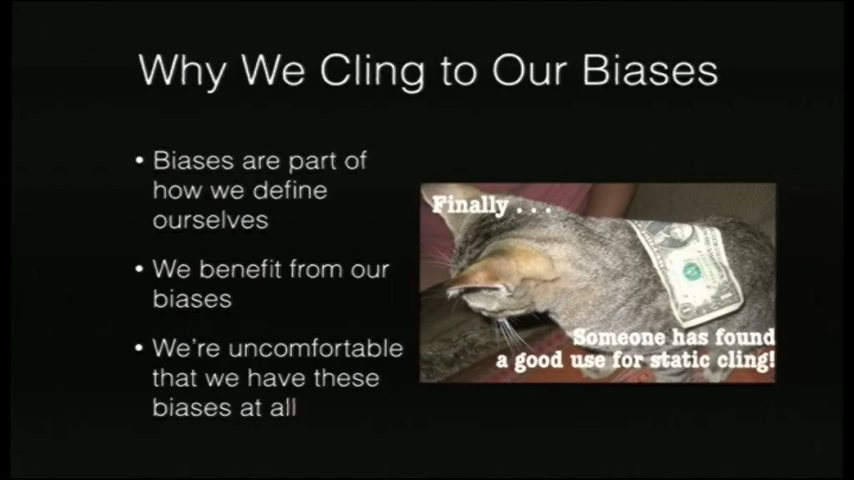 Why We Cling to Our Biases
• Biases are part of
how we define
ourselves
• We benefit from our
biases
• We're uncomfortable
that we have these
biases at all
Finally . . .
Someone has found
a good use for static cling!